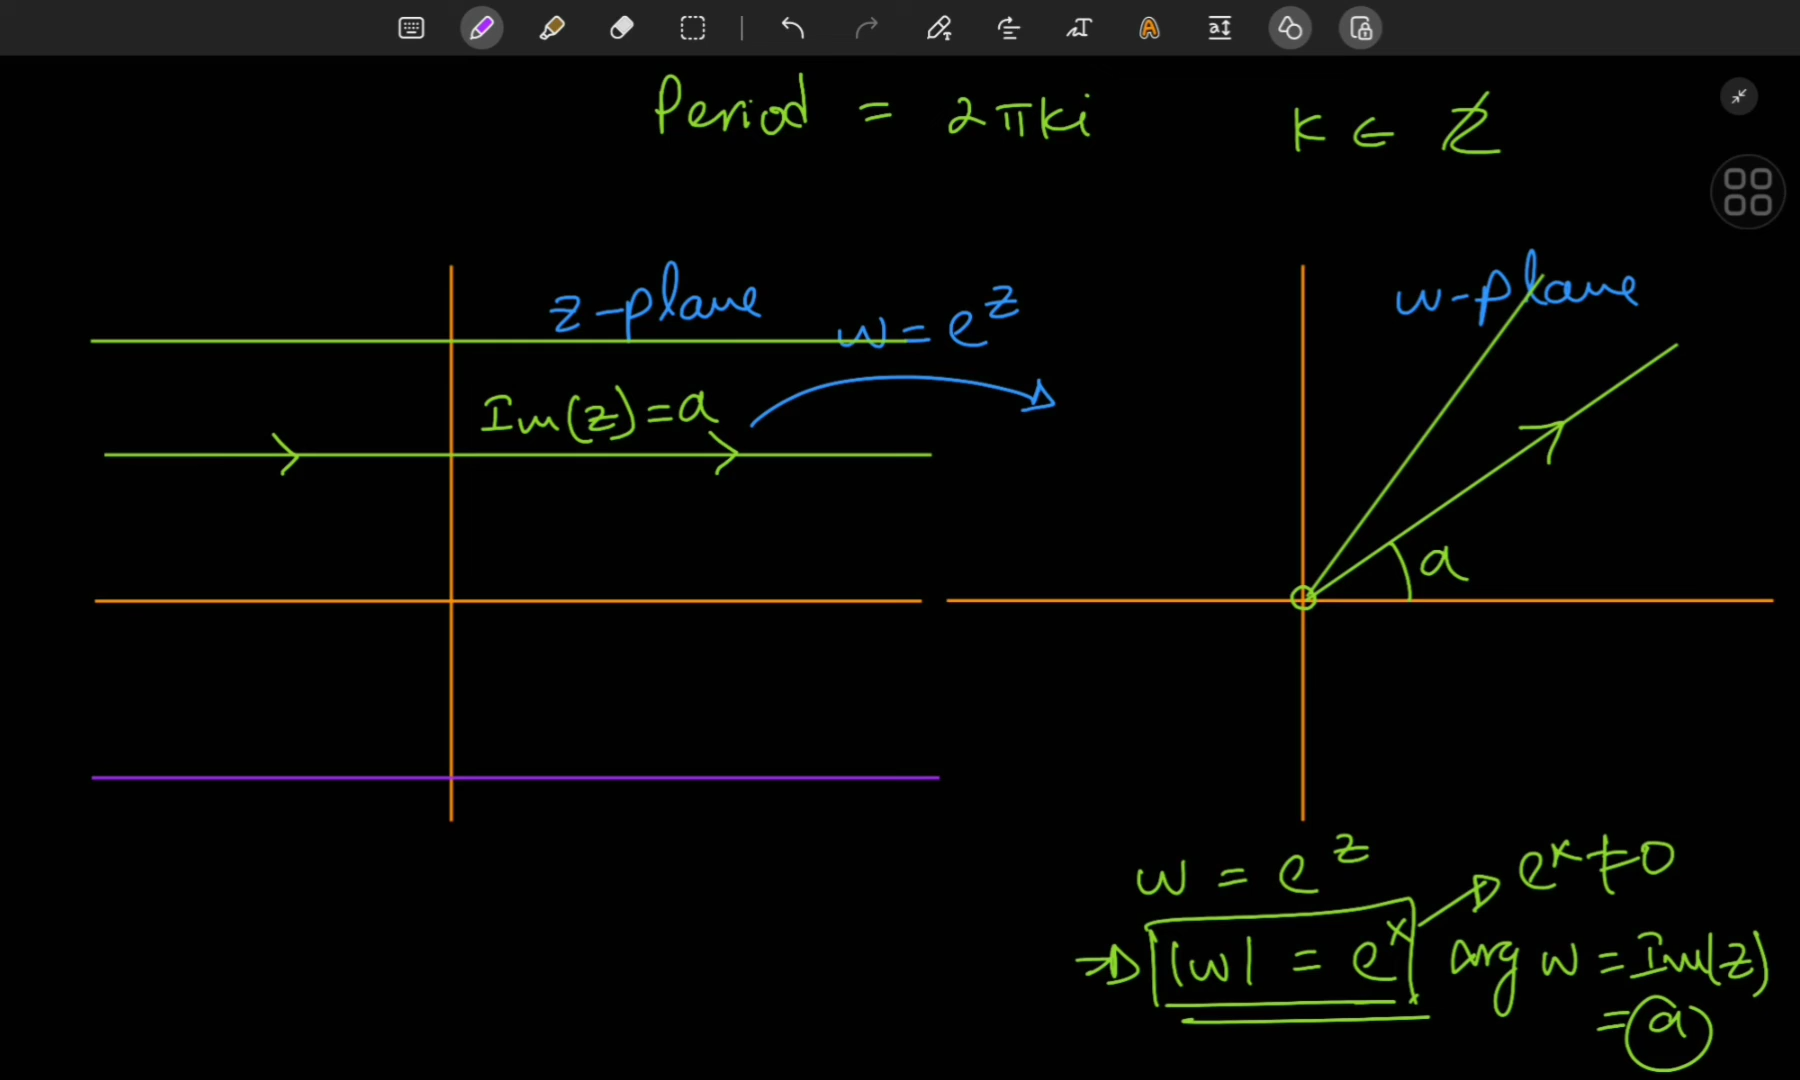 Period = 2πki    k ∈ ℤ
z-plane    w = e^z    w-plane
Im(z)=a
a
w = e^z    e^x ≠ 0
⇒ |w| = e^x    arg w = Im(z)
= a